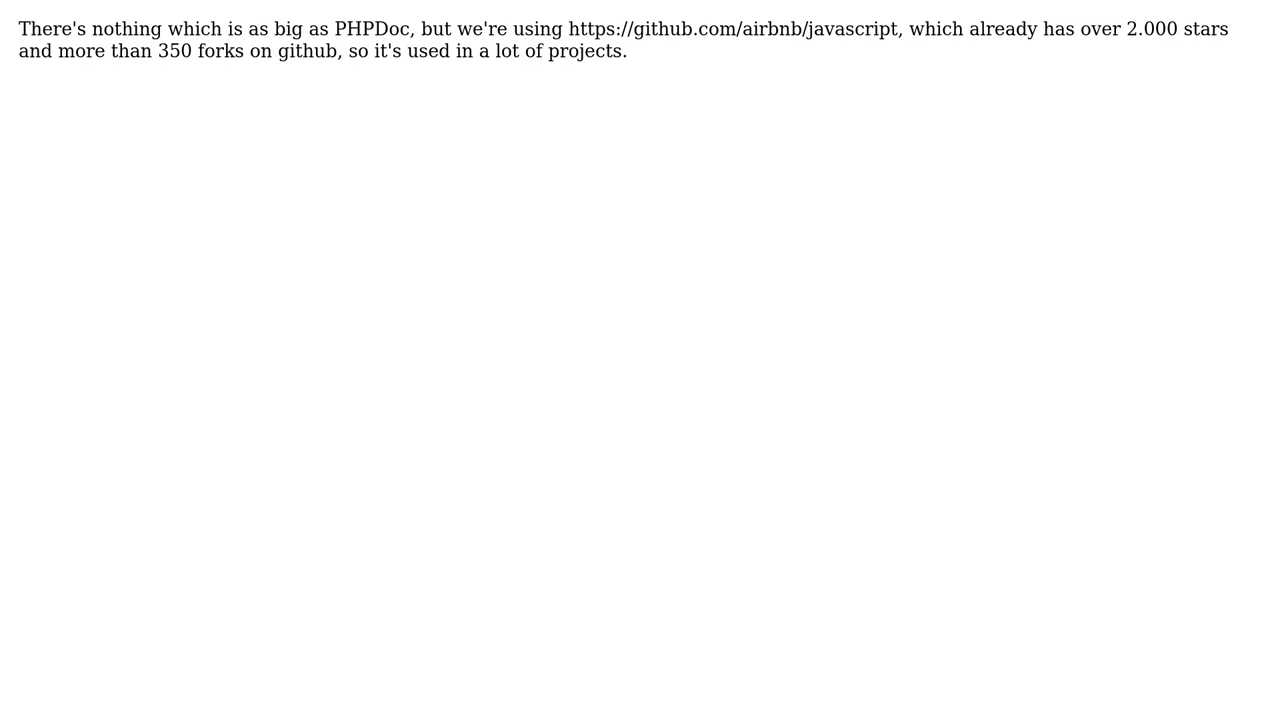 There's nothing which is as big as PHPDoc, but we're using https://github.com/airbnb/javascript, which already has over 2.000 stars
and more than 350 forks on github, so it's used in a lot of projects.